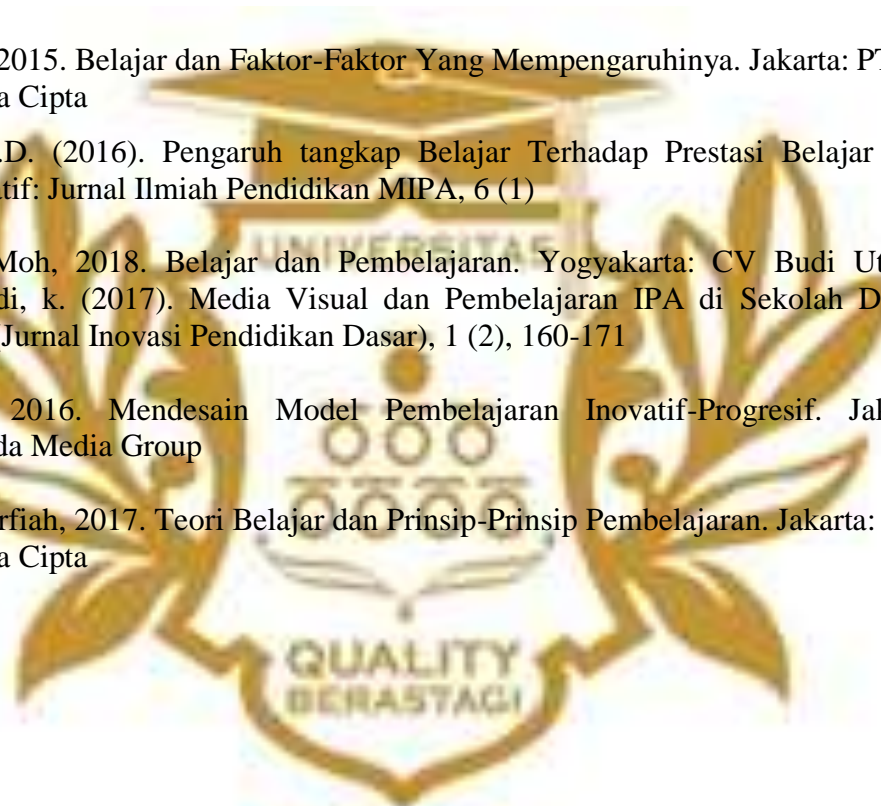 2015. Belajar dan Faktor-Faktor Yang Mempengaruhinya. Jakarta: PT
a Cipta
.D. (2016). Pengaruh tangkap Belajar Terhadap Prestasi Belajar
atif: Jurnal Ilmiah Pendidikan MIPA, 6 (1)
UNIVERSITAS
Moh, 2018. Belajar dan Pembelajaran. Yogyakarta: CV Budi Ut
di, k. (2017). Media Visual dan Pembelajaran IPA di Sekolah D
(Jurnal Inovasi Pendidikan Dasar), 1 (2), 160-171
2016. Mendesain Model Pembelajaran Inovatif-Progresif. Jak
da Media Group
rfiah, 2017. Teori Belajar dan Prinsip-Prinsip Pembelajaran. Jakarta:
a Cipta
QUALITY
BERASTAGI